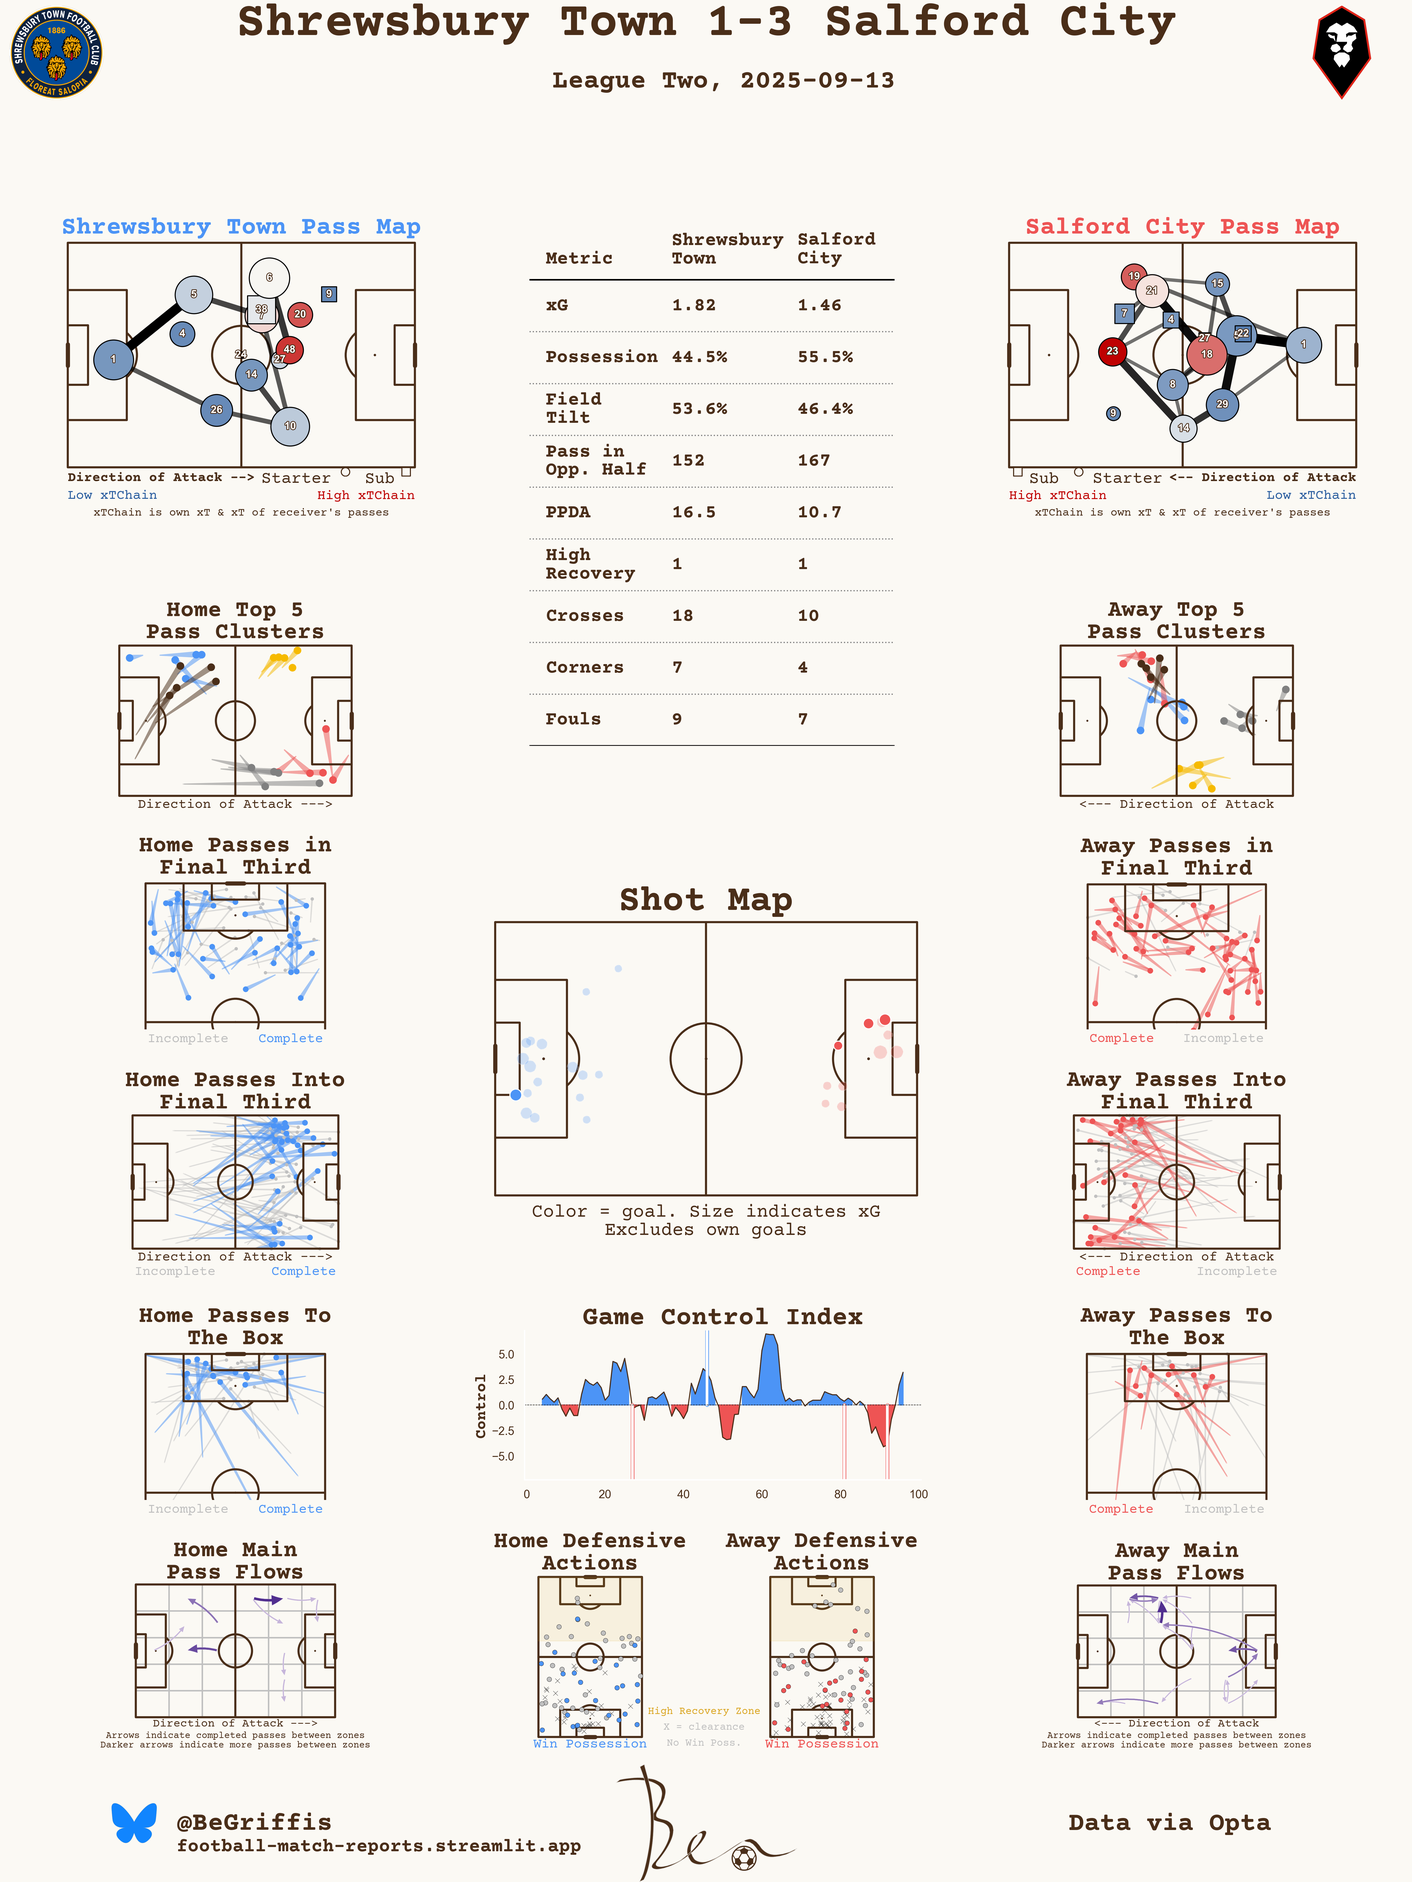 Shrewsbury Town 1-3 Salford City
League Two, 2025-09-13
SHREWSBURY TOWN FOOTBALL CLUB
1886
FLOREAT SALOPIA
Shrewsbury Town Pass Map
5
6
9
38
7
20
4
1
24
48
27
14
26
10
Direction of Attack --> Starter Sub
Low xTChain High xTChain
xTChain is own xT & xT of receiver's passes
Metric Shrewsbury Town Salford City
xG 1.82 1.46
Possession 44.5% 55.5%
Field Tilt 53.6% 46.4%
Pass in Opp. Half 152 167
PPDA 16.5 10.7
High Recovery 1 1
Crosses 18 10
Corners 7 4
Fouls 9 7
Salford City Pass Map
19
21
15
7
4
22
27
1
23
18
8
29
9
14
Sub Starter <-- Direction of Attack
High xTChain Low xTChain
xTChain is own xT & xT of receiver's passes
Home Top 5
Pass Clusters
Direction of Attack --->
Away Top 5
Pass Clusters
<--- Direction of Attack
Home Passes in
Final Third
Incomplete Complete
Away Passes in
Final Third
Complete Incomplete
Shot Map
Color = goal. Size indicates xG
Excludes own goals
Home Passes Into
Final Third
Direction of Attack --->
Incomplete Complete
Away Passes Into
Final Third
<--- Direction of Attack
Complete Incomplete
Home Passes To
The Box
Incomplete Complete
Game Control Index
Control
5.0
2.5
0.0
−2.5
−5.0
0 20 40 60 80 100
Away Passes To
The Box
Complete Incomplete
Home Main
Pass Flows
Direction of Attack --->
Arrows indicate completed passes between zones
Darker arrows indicate more passes between zones
Home Defensive
Actions
Win Possession
High Recovery Zone
X = clearance
No Win Poss.
Away Defensive
Actions
Win Possession
Away Main
Pass Flows
<--- Direction of Attack
Arrows indicate completed passes between zones
Darker arrows indicate more passes between zones
@BeGriffis
football-match-reports.streamlit.app
Ben
Data via Opta